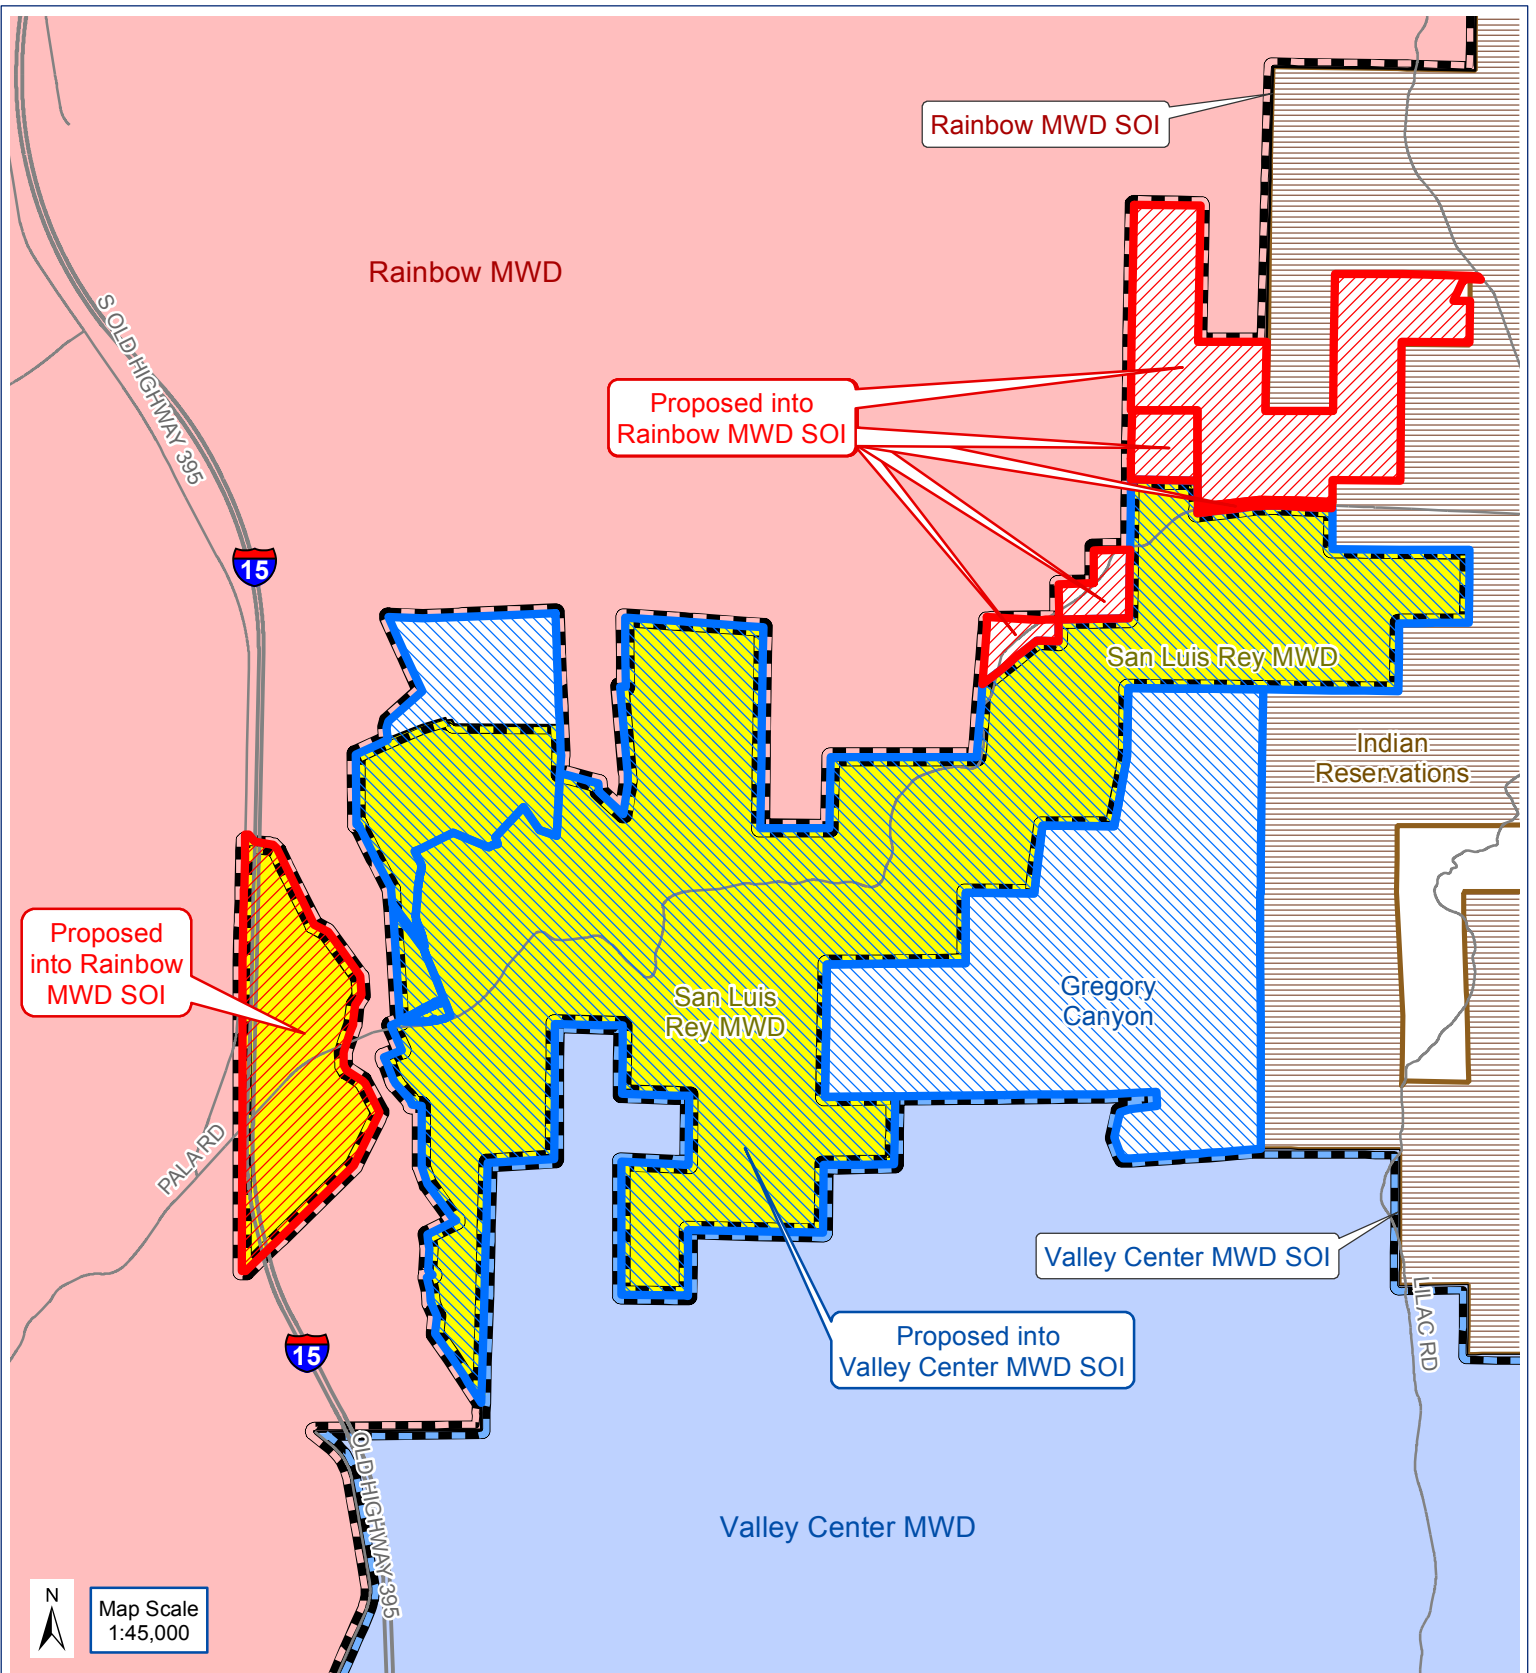 Rainbow MWD SOI
Rainbow MWD
S OLD HIGHWAY 395
Proposed into
Rainbow MWD SOI
15
San Luis Rey MWD
Indian
Reservations
Proposed
into Rainbow
MWD SOI
San Luis
Rey MWD
Gregory
Canyon
PALA RD
Valley Center MWD SOI
Proposed into
Valley Center MWD SOI
LILAC RD
15
OLD HIGHWAY 395
Valley Center MWD
N
Map Scale
1:45,000